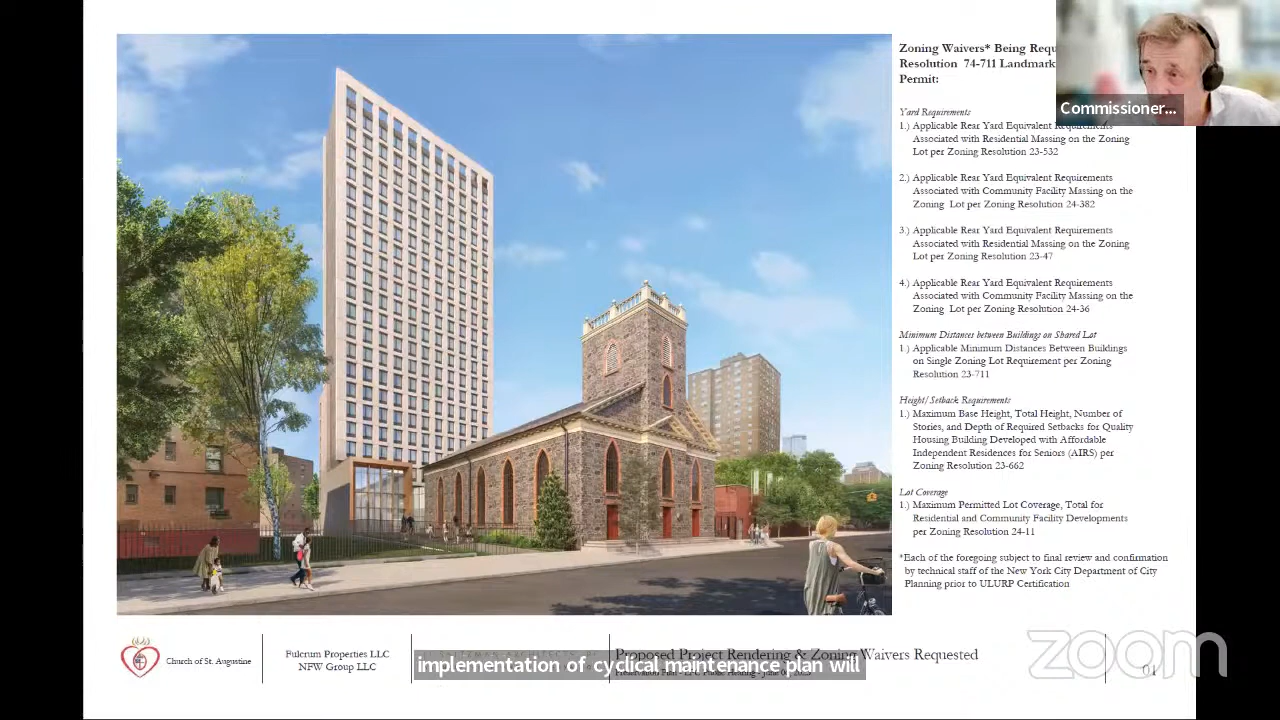 Zoning Waivers* Being
Resolution 74-711 Landmark
Permit:
Commissioner...
Yard Requirements
1.) Applicable Rear Yard Equivalent Requirements
Associated with Residential Massing on the Zoning
Lot per Zoning Resolution 23-532
2.) Applicable Rear Yard Equivalent Requirements
Associated with Community Facility Massing on the
Zoning Lot per Zoning Resolution 24-382
3.) Applicable Rear Yard Equivalent Requirements
Associated with Residential Massing on the Zoning
Lot per Zoning Resolution 23-47
4.) Applicable Rear Yard Equivalent Requirements
Associated with Community Facility Massing on the
Zoning Lot per Zoning Resolution 24-36
Minimum Distances between Buildings on Shared Lot
1.) Applicable Minimum Distances Between Buildings
on Single Zoning Lot Requirement per Zoning
Resolution 23-711
Height/Setback Requirements
1.) Maximum Base Height, Total Height, Number of
Stories, and Depth of Required Setbacks for Quality
Housing Building Developed with Affordable
Independent Residences for Seniors (AIRS) per
Zoning Resolution 23-662
Lot Coverage
1.) Maximum Permitted Lot Coverage, Total for
Residential and Community Facility Developments
per Zoning Resolution 24-11
*Each of the foregoing subject to final review and confirmation
by technical staff of the New York City Department of City
Planning prior to ULURP Certification
Church of St. Augustine
Fulcrum Properties LLC
NFW Group LLC
Proposed Project Rendering & Zoning Waivers Requested
implementation of cyclical maintenance plan will
zoom
01